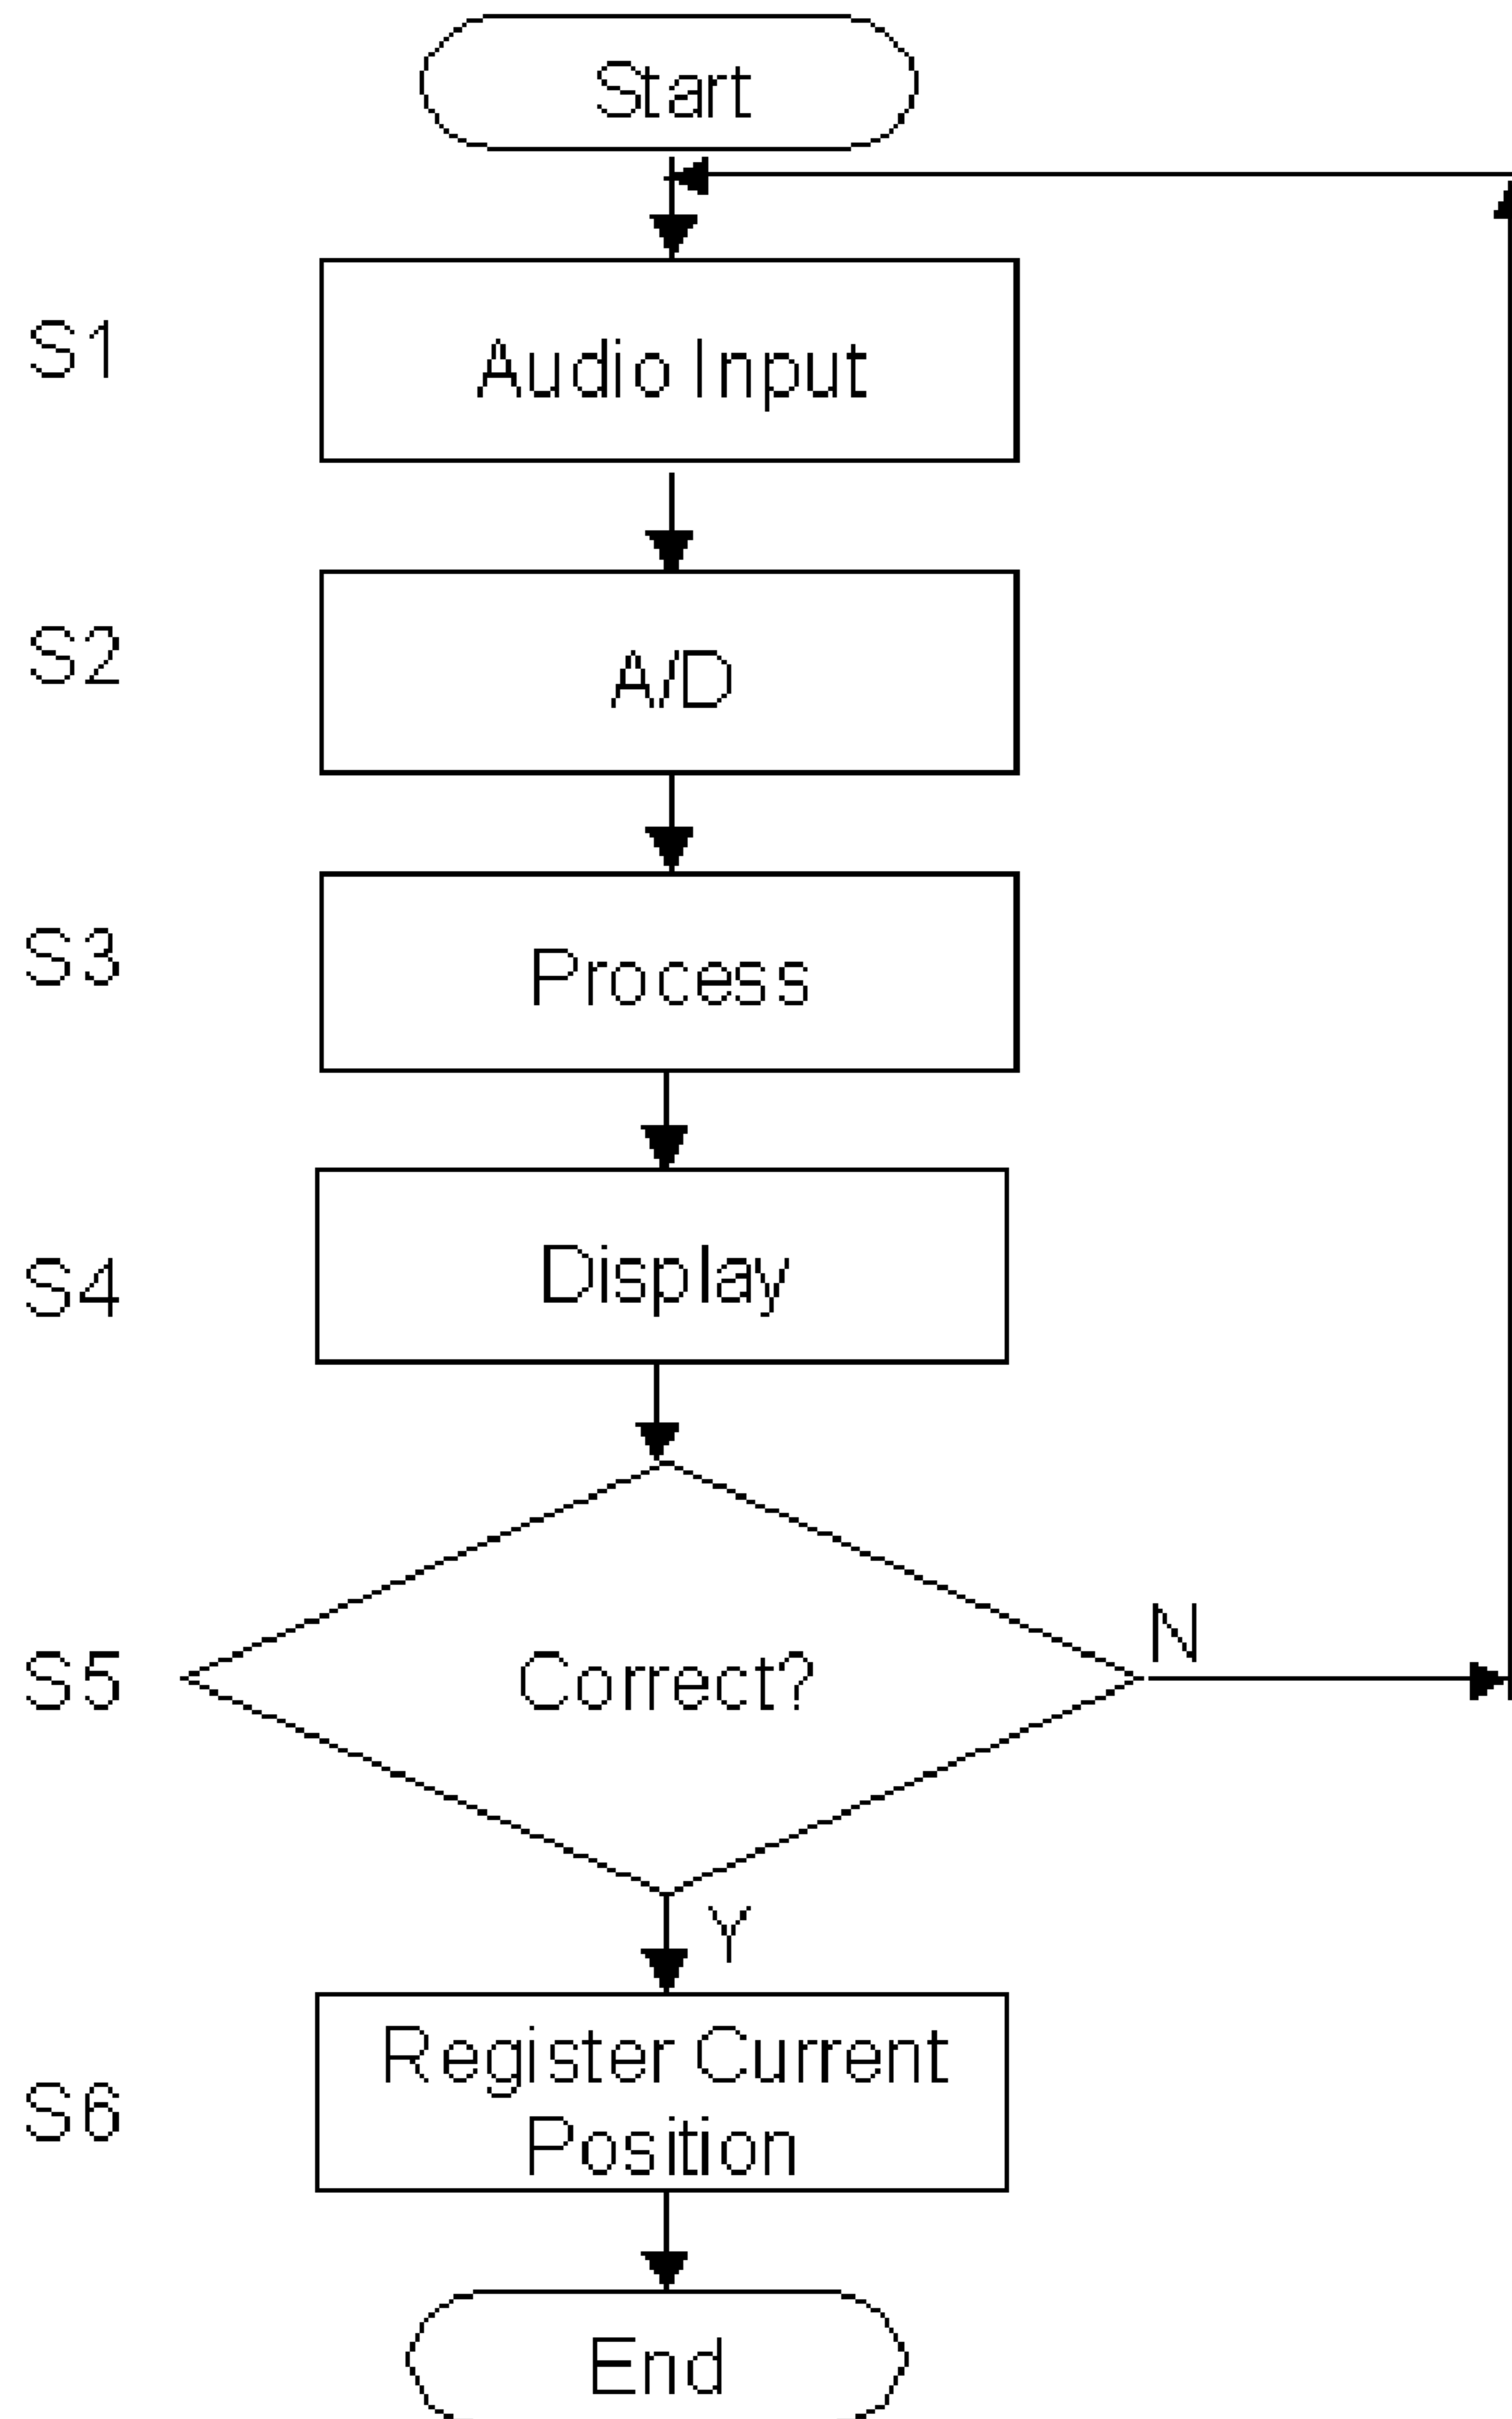 Start
S1
Audio Input
S2
A/D
S3
Process
S4
Display
S5
Correct?
N
Y
S6
Register Current
Position
End